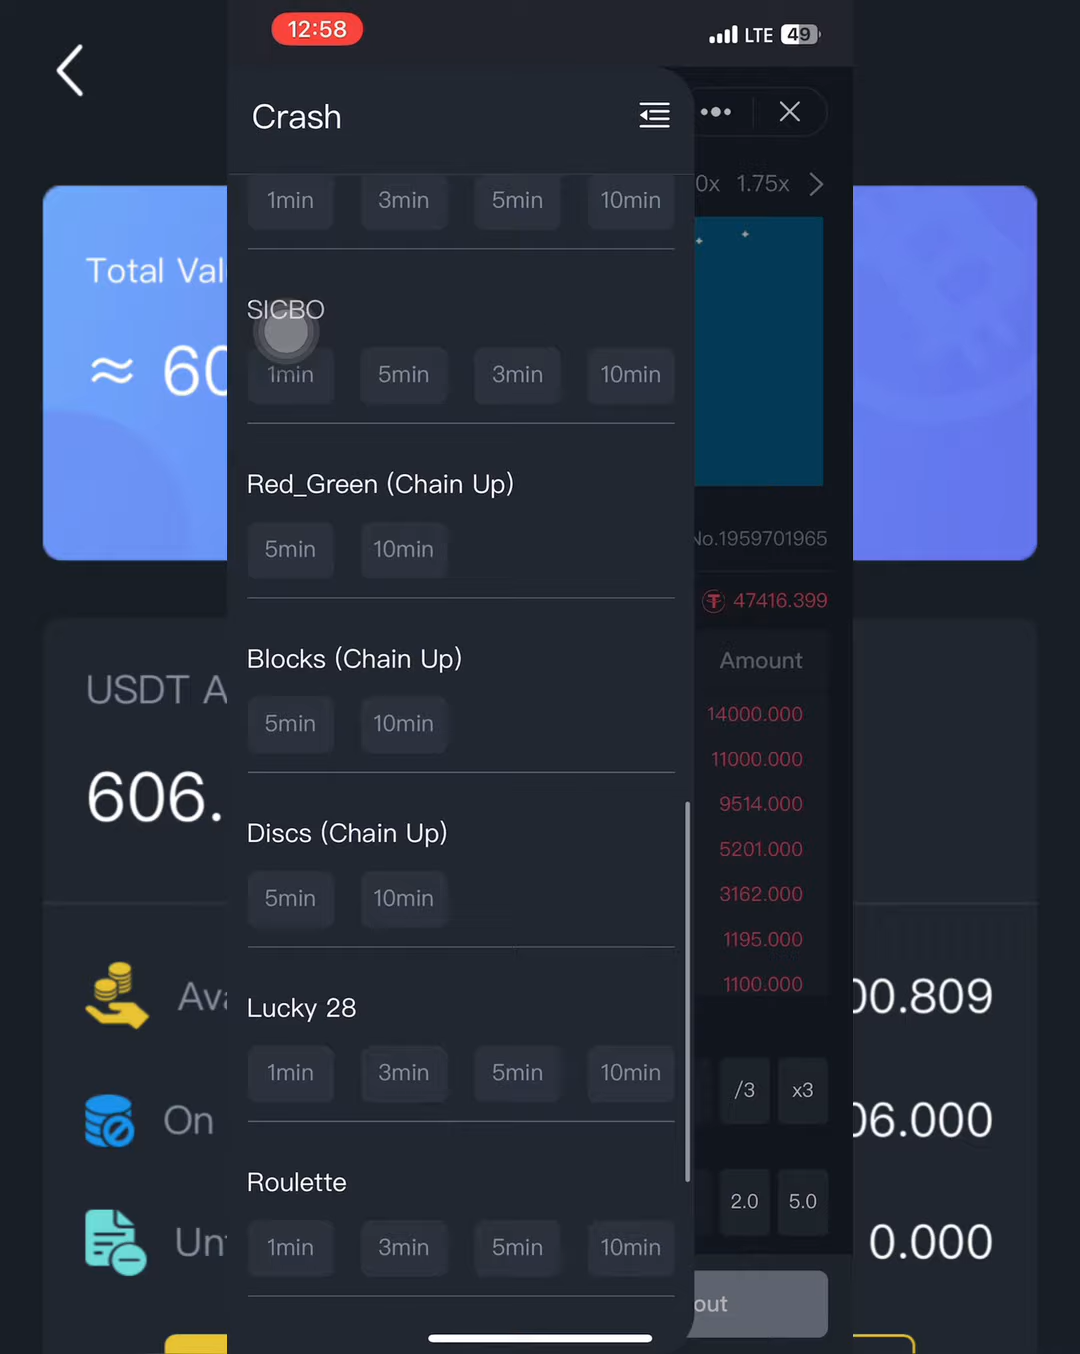 12:58
LTE 49
Crash
0x 1.75x
1min 3min 5min 10min
Total Val
≈ 60
SICBO
1min 5min 3min 10min
Red_Green (Chain Up)
No.1959701965
5min 10min
47416.399
Blocks (Chain Up)
Amount
USDT A
14000.000
5min 10min
11000.000
606.
9514.000
Discs (Chain Up)
5201.000
5min 10min
3162.000
1195.000
1100.000
Ava
00.809
Lucky 28
1min 3min 5min 10min
/3 x3
On
06.000
Roulette
2.0 5.0
Un
0.000
1min 3min 5min 10min
out